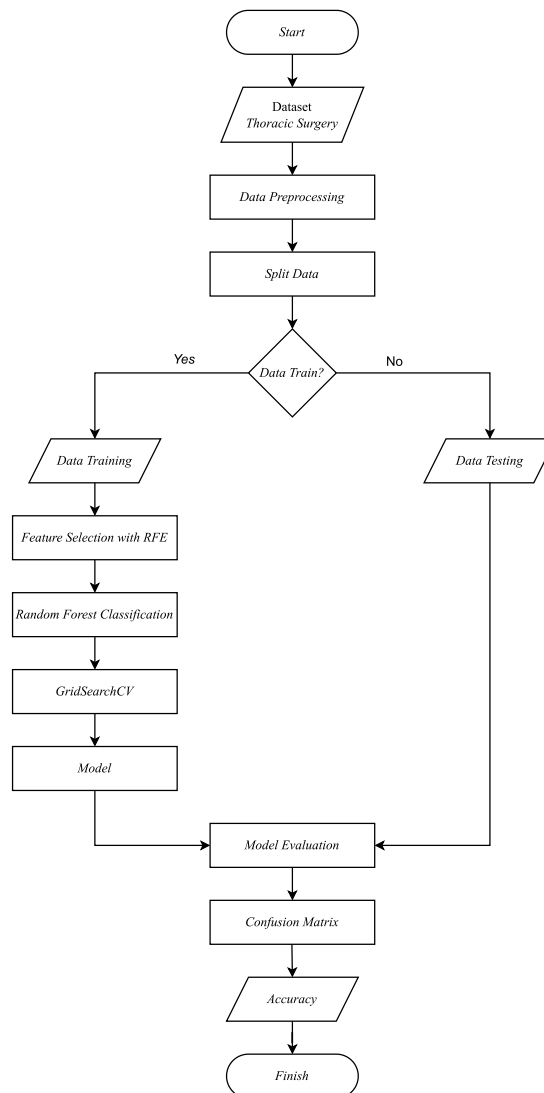 Start
Dataset
Thoracic Surgery
Data Preprocessing
Split Data
Yes
Data Train?
No
Data Training
Data Testing
Feature Selection with RFE
Random Forest Classification
GridSearchCV
Model
Model Evaluation
Confusion Matrix
Accuracy
Finish